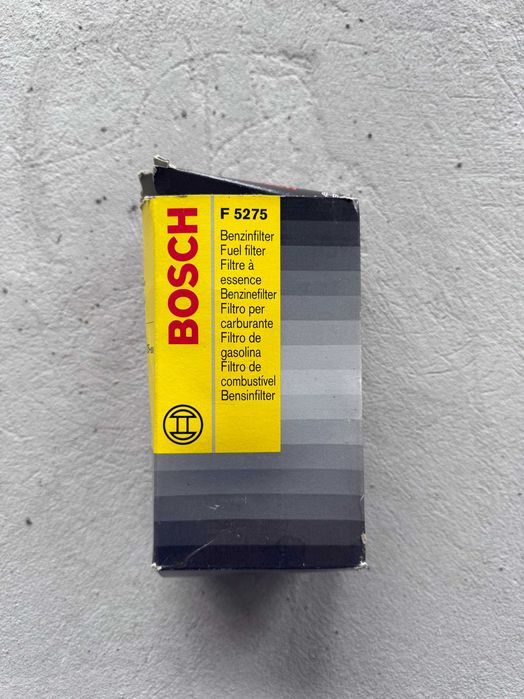 BOSCH
F 5275
Benzinfilter
Fuel filter
Filtre à
essence
Benzinefilter
Filtro per
carburante
Filtro de
gasolina
Filtro de
combustível
Bensinfilter